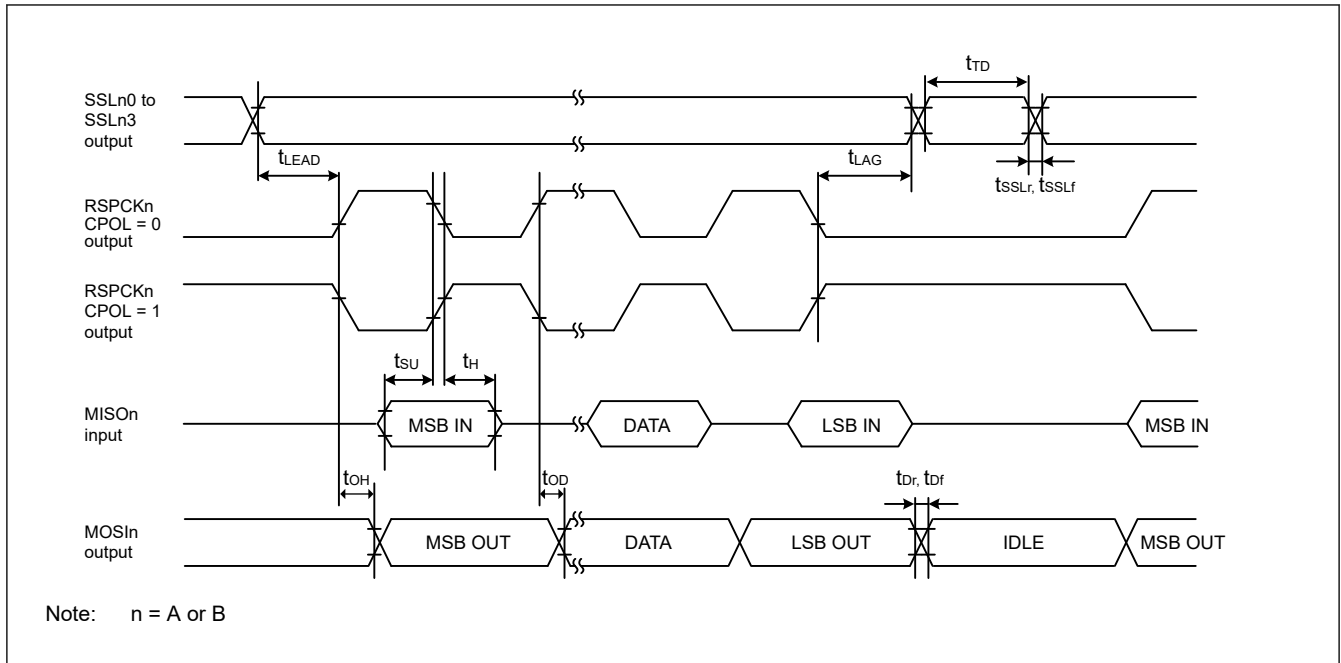 tTD
SSLn0 to
SSLn3
output
tLEAD
tLAG
tSSLr, tSSLf
RSPCKn
CPOL = 0
output
RSPCKn
CPOL = 1
output
tSU
tH
MISOn
input
MSB IN
DATA
LSB IN
MSB IN
tOH
tOD
tDr, tDf
MOSIn
output
MSB OUT
DATA
LSB OUT
IDLE
MSB OUT
Note: n = A or B